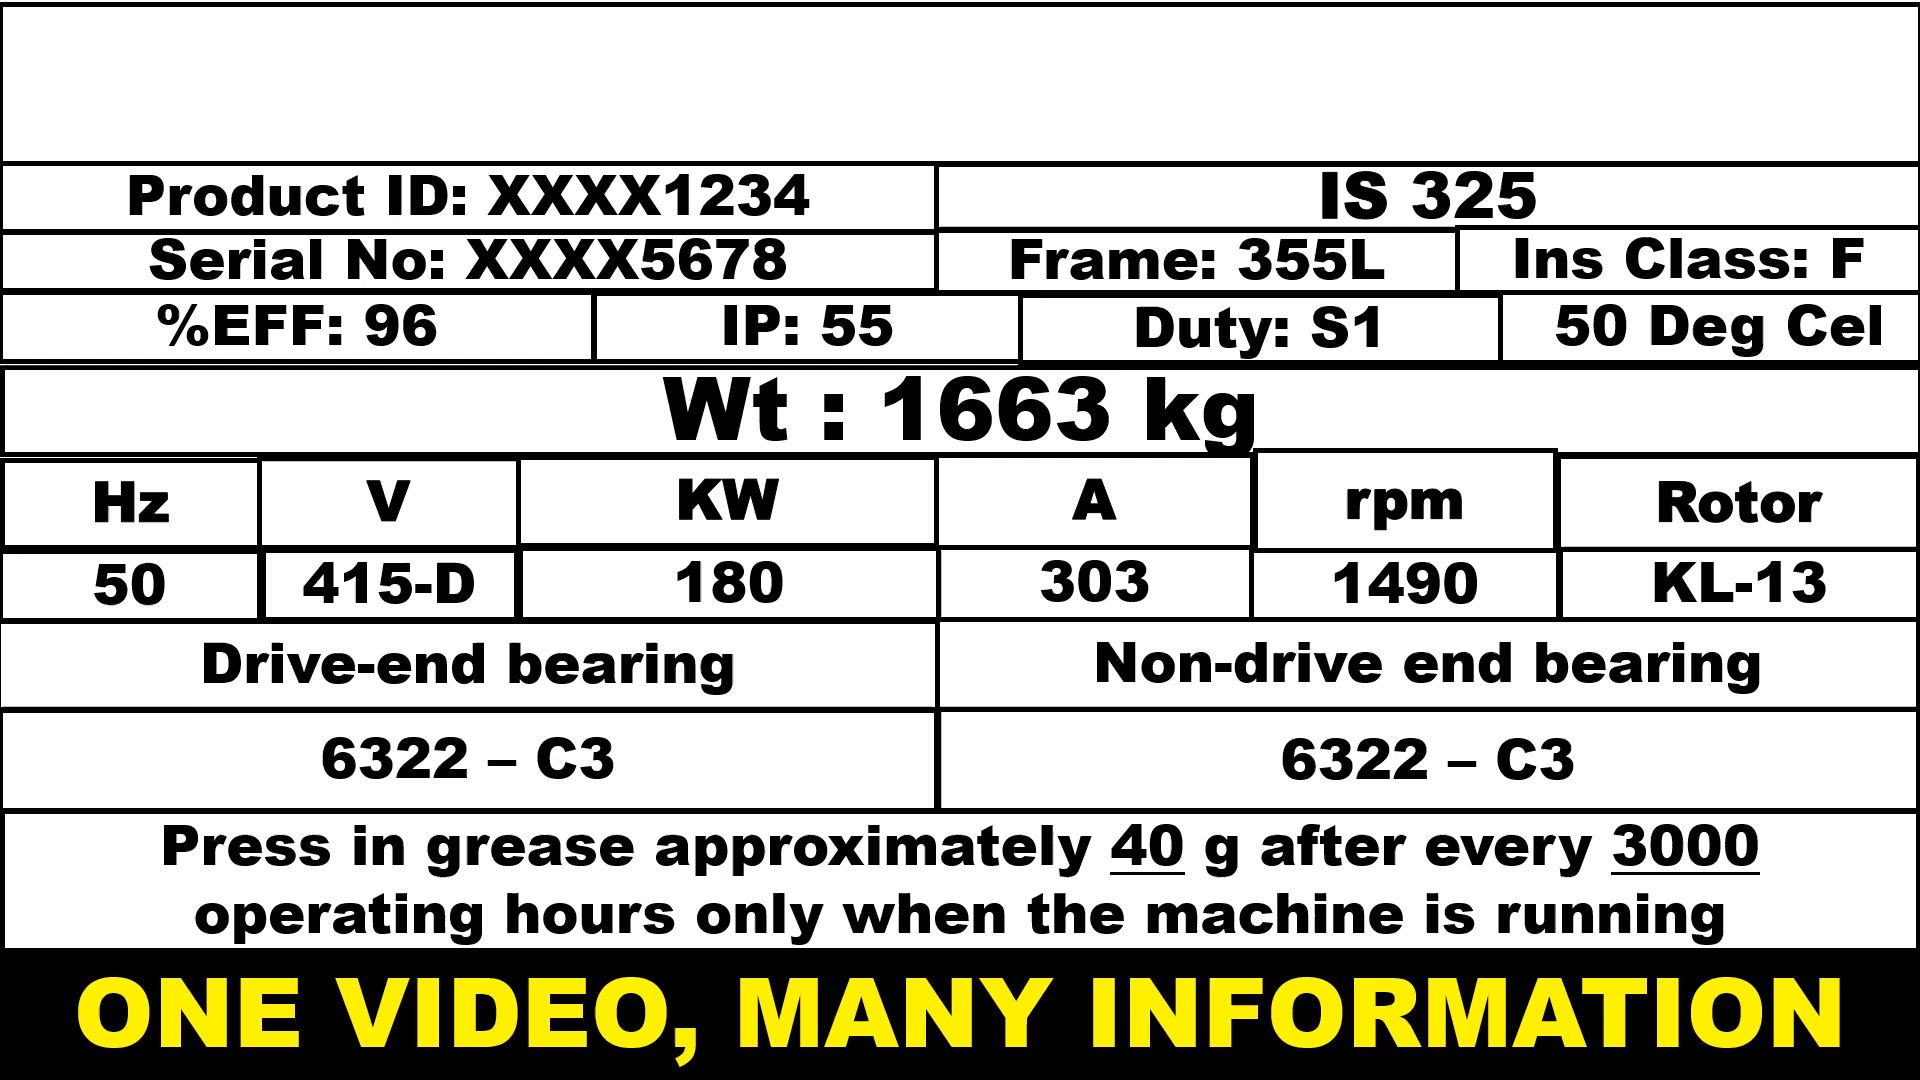 Product ID: XXXX1234
IS 325
Serial No: XXXX5678
Frame: 355L
Ins Class: F
%EFF: 96
IP: 55
Duty: S1
50 Deg Cel
Wt : 1663 kg
Hz
V
KW
A
rpm
Rotor
50
415-D
180
303
1490
KL-13
Drive-end bearing
Non-drive end bearing
6322 – C3
6322 – C3
Press in grease approximately 40 g after every 3000
operating hours only when the machine is running
ONE VIDEO, MANY INFORMATION